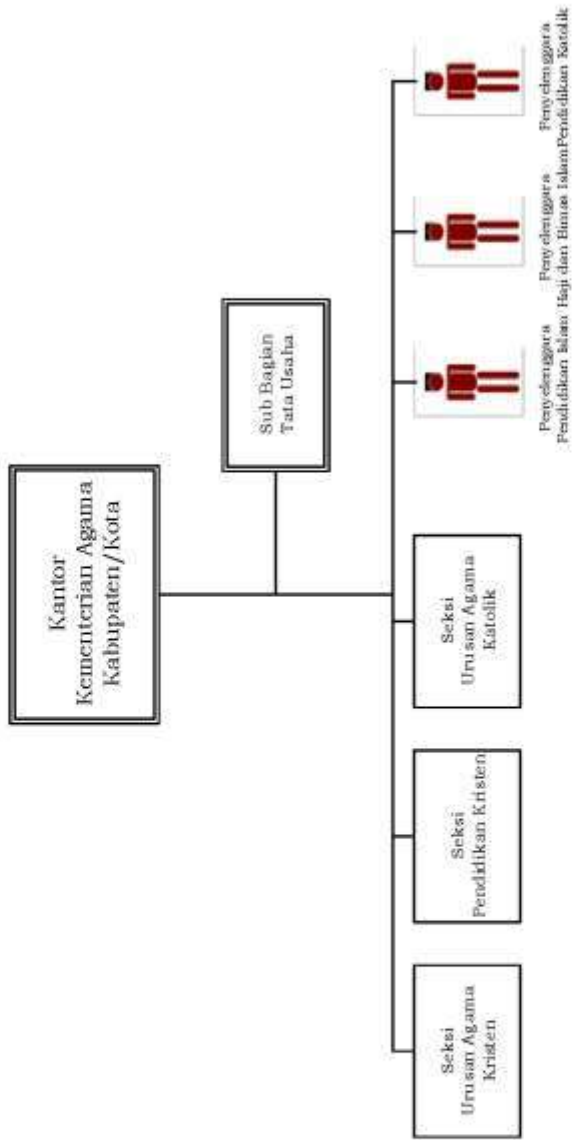 Kantor
Kementerian Agama
Kabupaten/Kota
Sub Bagian
Tata Usaha
Seksi
Urusan Agama
Kristen
Seksi
Pendidikan Kristen
Seksi
Urusan Agama
Katolik
Penyelenggara
Pendidikan Islam
Penyelenggara
Haji dan Bimas Islam
Penyelenggara
Pendidikan Katolik